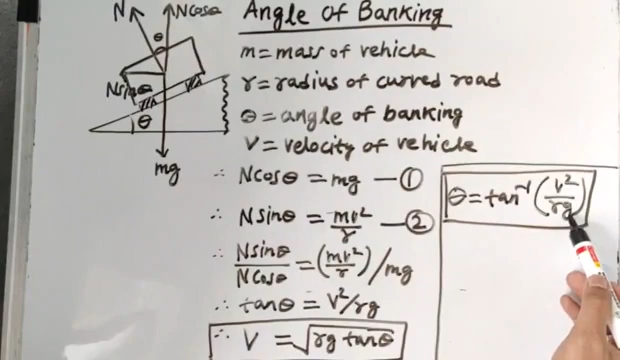 Angle Of Banking
N
Ncosθ
θ
Nsinθ
θ
mg
m = mass of vehicle
r = radius of curved road
θ = angle of banking
V = velocity of vehicle
∴ Ncosθ = mg — ①
∴ Nsinθ = mv²/r — ②
∴ Nsinθ/Ncosθ = (mv²/r)/mg
∴ tanθ = V²/rg
∴ V = √rg tanθ
θ = tan⁻¹ (V²/rg)